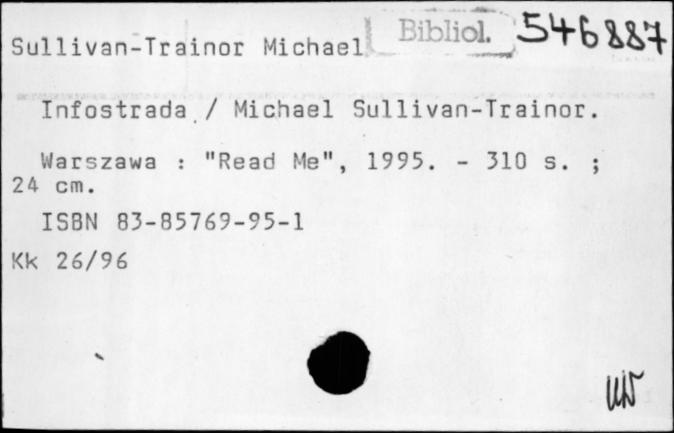 Sullivan-Trainor Michael Bibliol. 546887
Infostrada / Michael Sullivan-Trainor.
Warszawa : "Read Me", 1995. - 310 s. ;
24 cm.
ISBN 83-85769-95-1
Kk 26/96